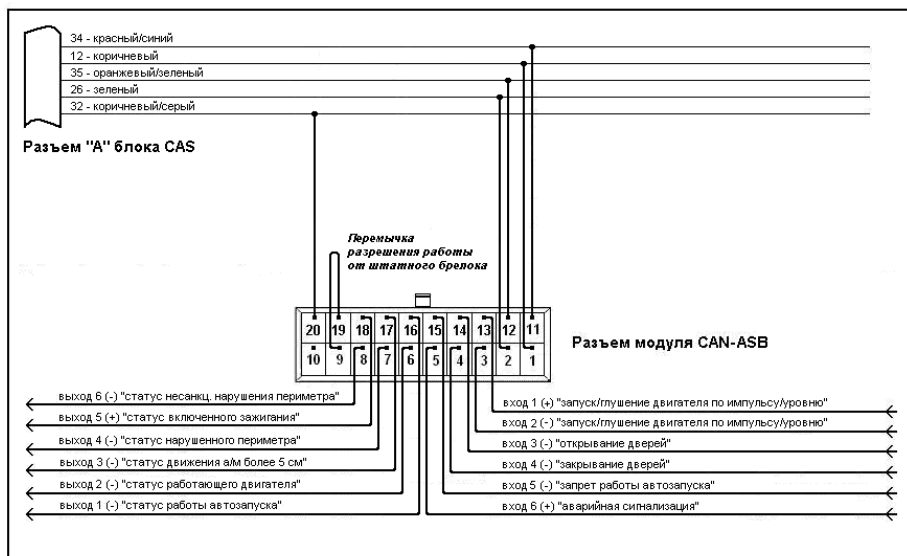 34 - красный/синий
12 - коричневый
35 - оранжевый/зеленый
26 - зеленый
32 - коричневый/серый
Разъем "А" блока CAS
Перемычка
разрешения работы
от штатного брелока
20 19 18 17 16 15 14 13 12 11
10 9 8 7 6 5 4 3 2 1
Разъем модуля CAN-ASB
выход 6 (-) "статус несанкц. нарушения периметра"
выход 5 (+) "статус включенного зажигания"
выход 4 (-) "статус нарушенного периметра"
выход 3 (-) "статус движения а/м более 5 см"
выход 2 (-) "статус работающего двигателя"
выход 1 (-) "статус работы автозапуска"
вход 1 (+) "запуск/глушение двигателя по импульсу/уровню"
вход 2 (-) "запуск/глушение двигателя по импульсу/уровню"
вход 3 (-) "открывание дверей"
вход 4 (-) "закрывание дверей"
вход 5 (-) "запрет работы автозапуска"
вход 6 (+) "аварийная сигнализация"